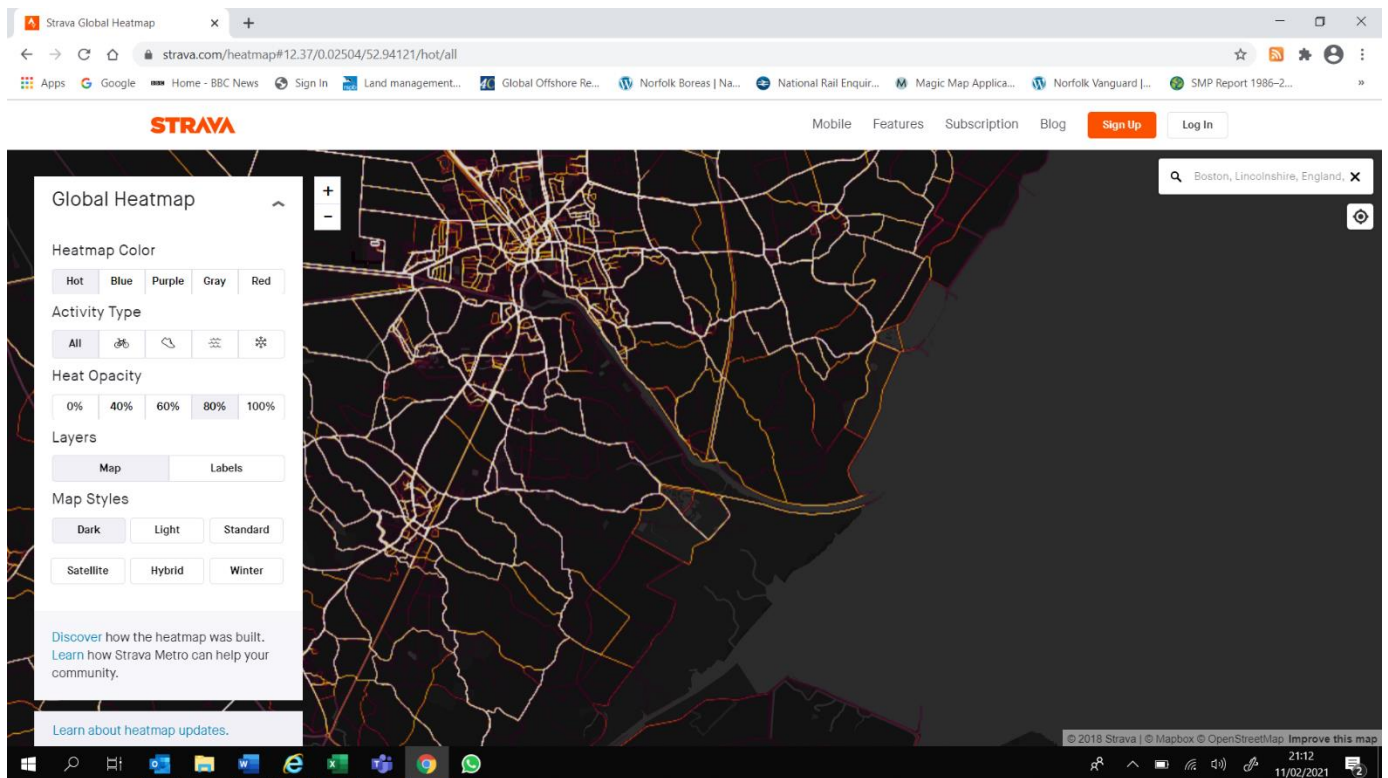 Strava Global Heatmap
strava.com/heatmap#12.37/0.02504/52.94121/hot/all
Apps Google Home - BBC News Sign In Land management... Global Offshore Re... Norfolk Boreas | Na... National Rail Enquir... Magic Map Applica... Norfolk Vanguard |... SMP Report 1986–2... »
STRAVA Mobile Features Subscription Blog Sign Up Log In
Boston, Lincolnshire, England,
Global Heatmap
Heatmap Color
Hot Blue Purple Gray Red
Activity Type
All
Heat Opacity
0% 40% 60% 80% 100%
Layers
Map Labels
Map Styles
Dark Light Standard
Satellite Hybrid Winter
Discover how the heatmap was built.
Learn how Strava Metro can help your
community.
Learn about heatmap updates.
© 2018 Strava | © Mapbox © OpenStreetMap Improve this map
21:12
11/02/2021
2